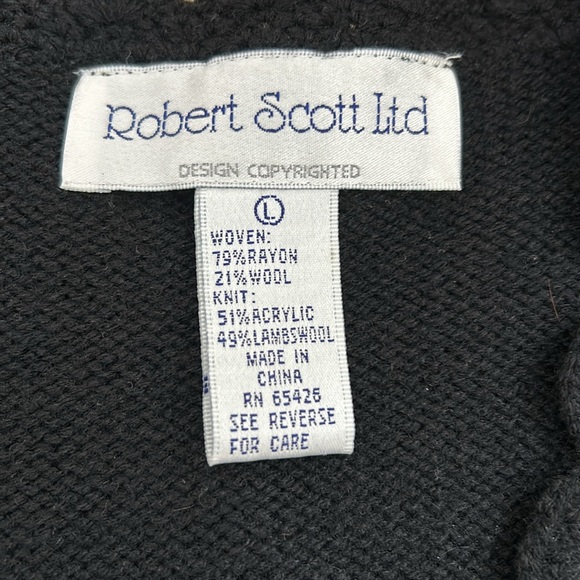 Robert Scott Ltd
DESIGN COPYRIGHTED
L
WOVEN:
79%RAYON
21%WOOL
KNIT:
51%ACRYLIC
49%LAMBSWOOL
MADE IN
CHINA
RN 65426
SEE REVERSE
FOR CARE